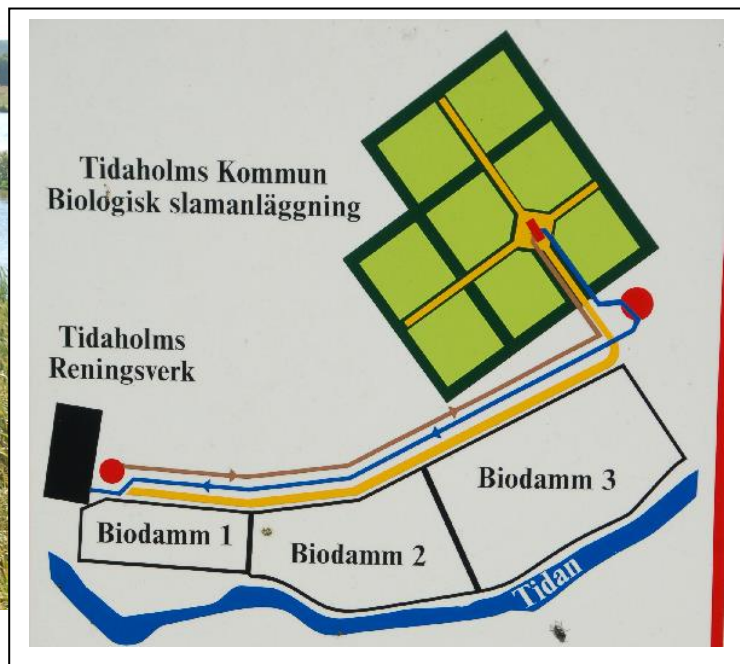 Tidaholms Kommun
Biologisk slamanläggning
Tidaholms
Reningsverk
Biodamm 3
Biodamm 1
Biodamm 2
Tidan